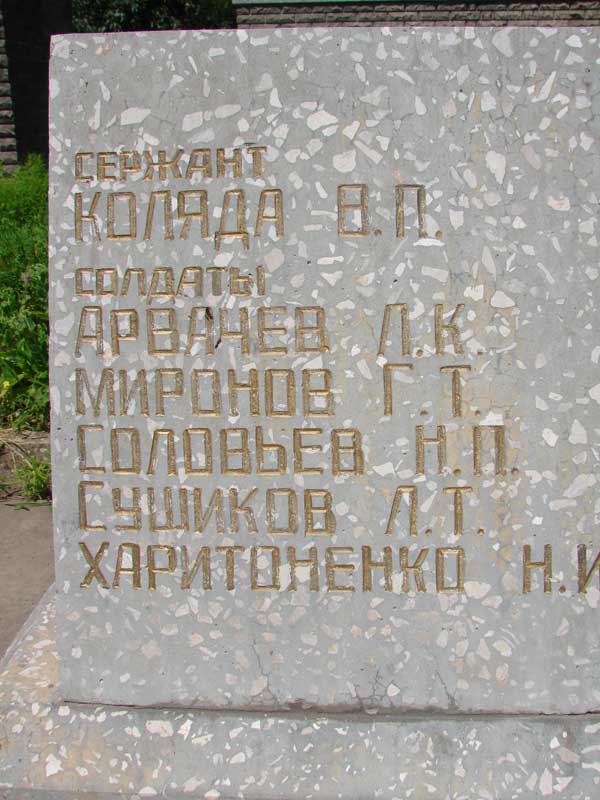 СЕРЖАНТ
КОЛЯДА В.П.
СОЛДАТЫ
АРВАЧЕВ Л.К.
МИРОНОВ Г.Т.
СОЛОВЬЕВ Н.П.
СУШИКОВ Л.Т.
ХАРИТОНЕНКО Н.И